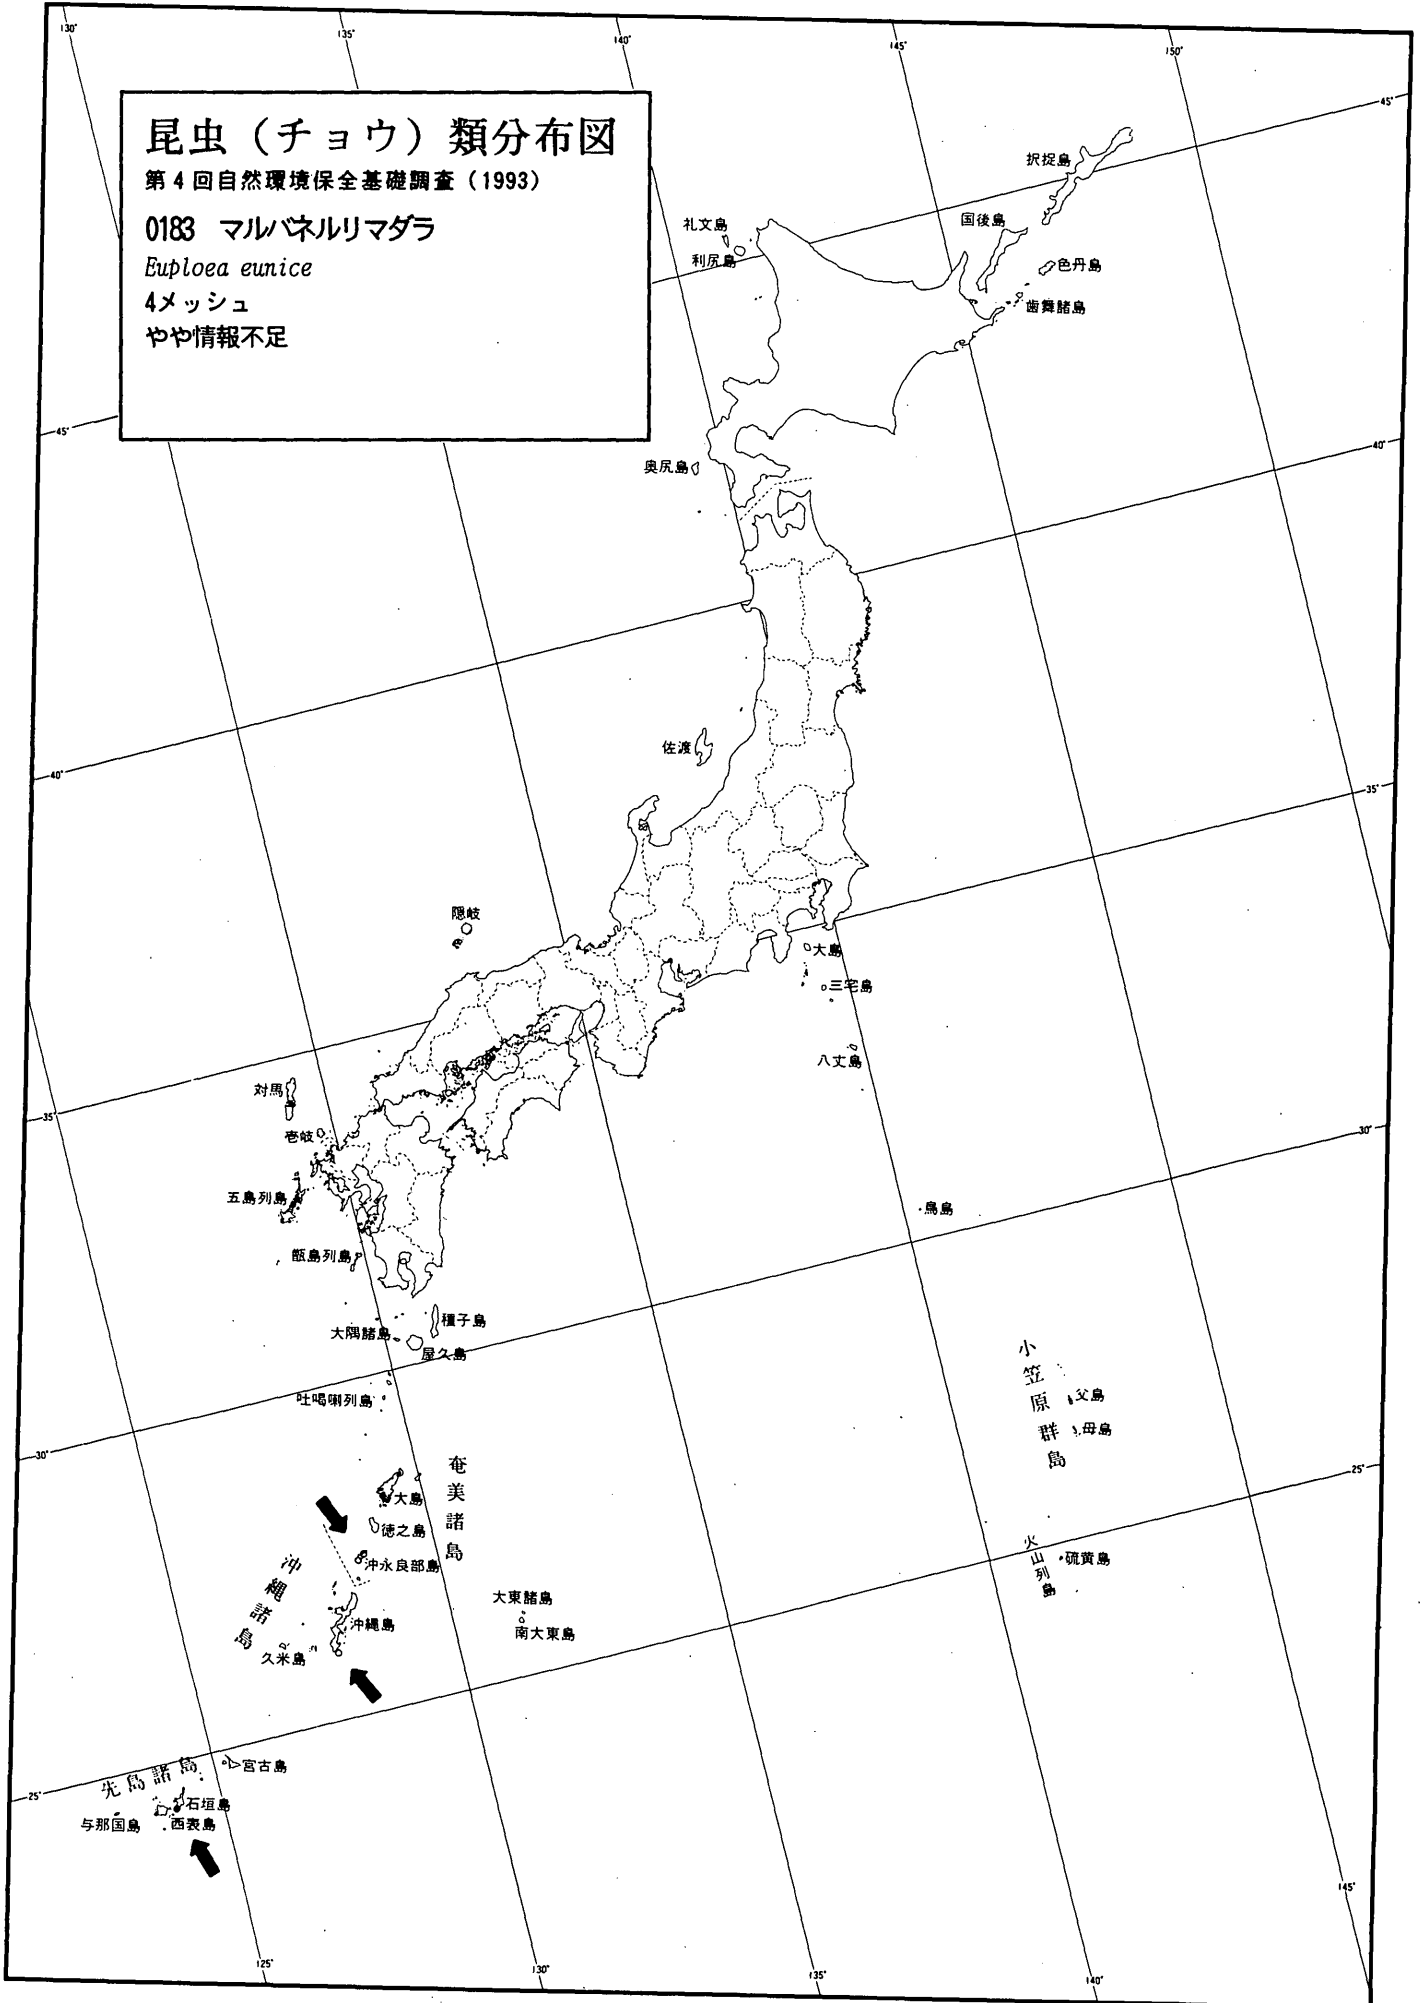 130°
135°
140°
145°
150°
昆虫（チョウ）類分布図
第４回自然環境保全基礎調査（1993）
0183 マルバネルリマダラ
Euploea eunice
4メッシュ
やや情報不足
45°
択捉島
国後島
礼文島
利尻島
色丹島
歯舞諸島
45°
40°
奥尻島
佐渡
40°
35°
隠岐
大島
三宅島
八丈島
対馬
35°
壱岐
30°
五島列島
鳥島
甑島列島
種子島
大隅諸島
屋久島
小笠原群島
吐噶喇列島
父島
母島
30°
奄美諸島
25°
大島
徳之島
沖永良部島
火山列島
硫黄島
沖縄諸島
大東諸島
沖縄島
南大東島
久米島
先島諸島
宮古島
25°
石垣島
与那国島
西表島
145°
125°
130°
135°
140°